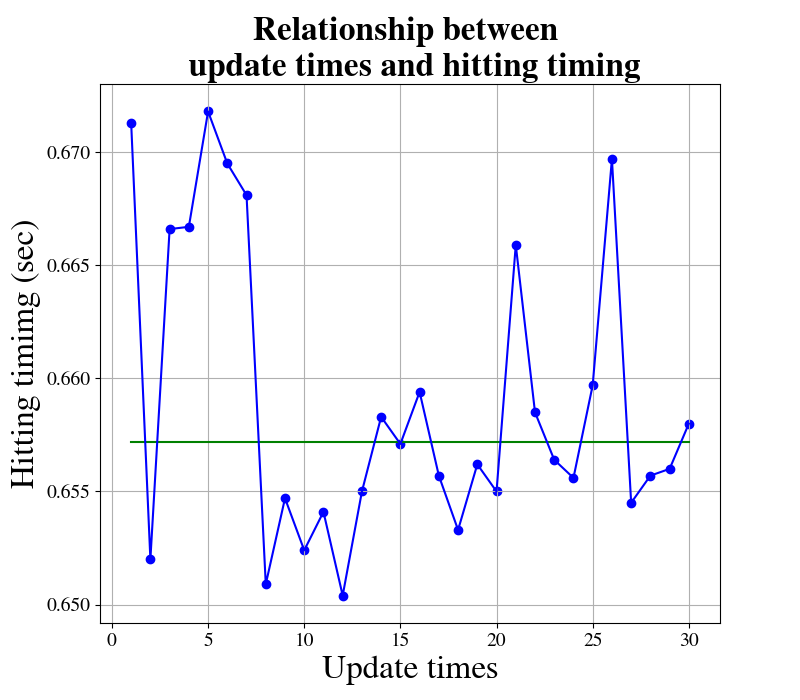 Relationship between
update times and hitting timing
0.670
0.665
0.660
0.655
0.650
Hitting timimg (sec)
0 5 10 15 20 25 30
Update times